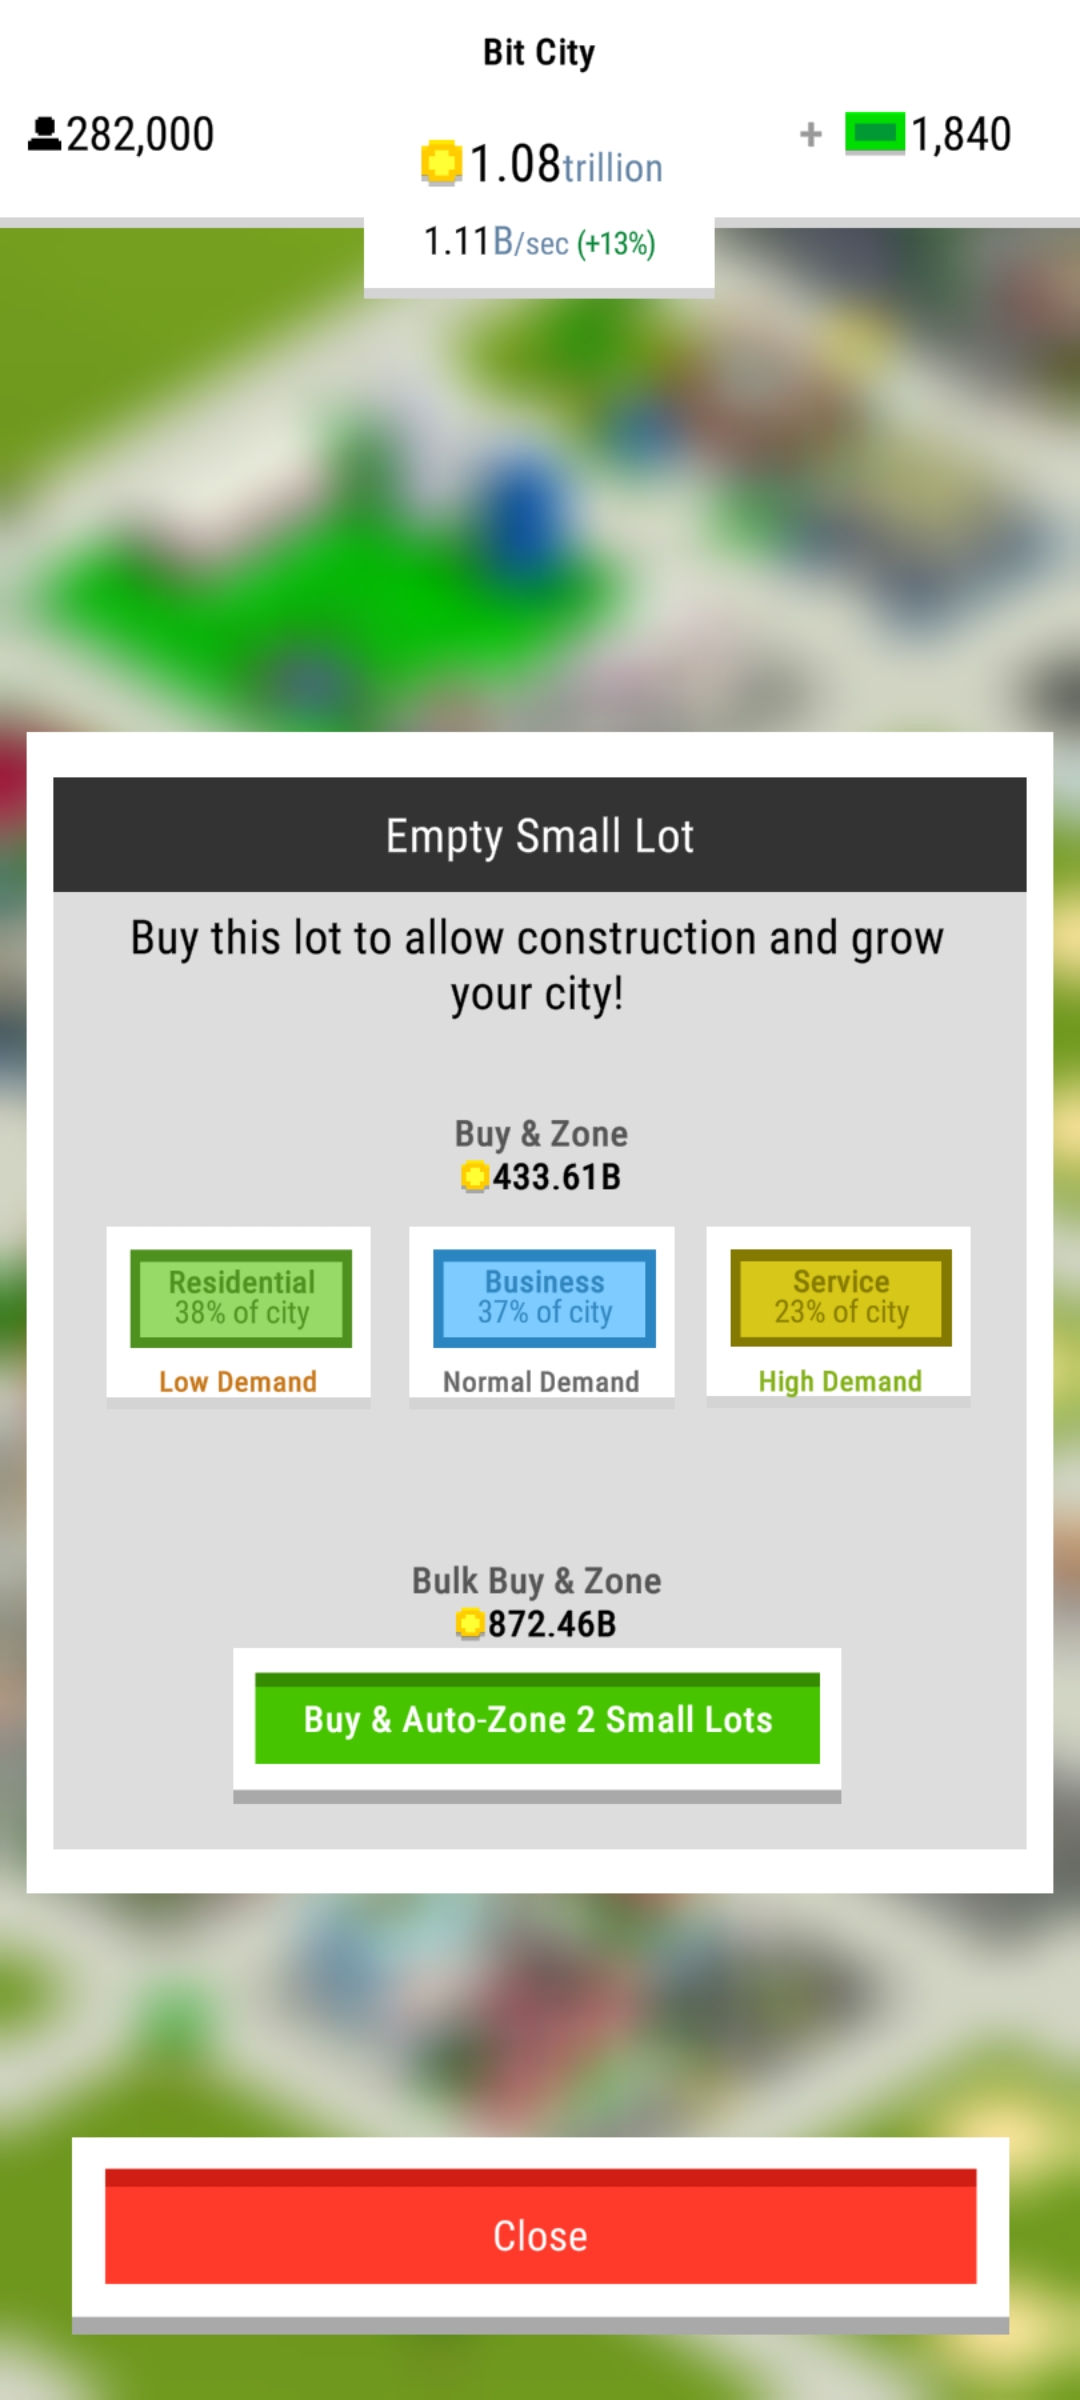 Bit City
282,000
1.08trillion
+ 1,840
1.11B/sec (+13%)
Empty Small Lot
Buy this lot to allow construction and grow
your city!
Buy & Zone
433.61B
Residential
38% of city
Low Demand
Business
37% of city
Normal Demand
Service
23% of city
High Demand
Bulk Buy & Zone
872.46B
Buy & Auto-Zone 2 Small Lots
Close